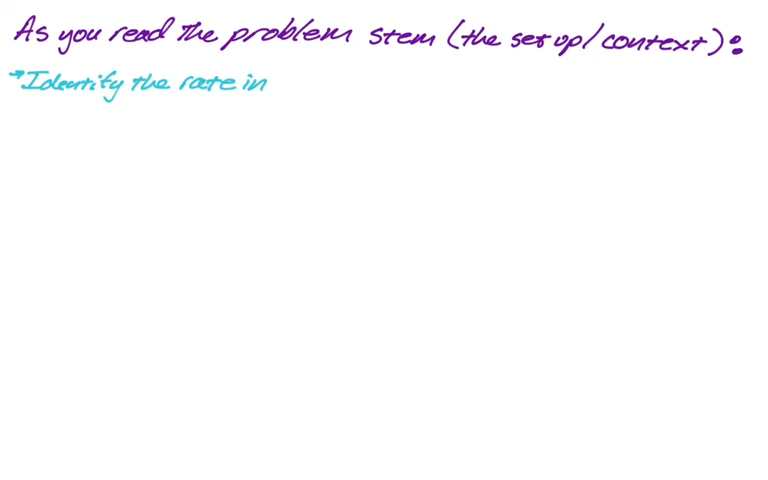 As you read the problem stem (the set up/context):
→Identify the rate in